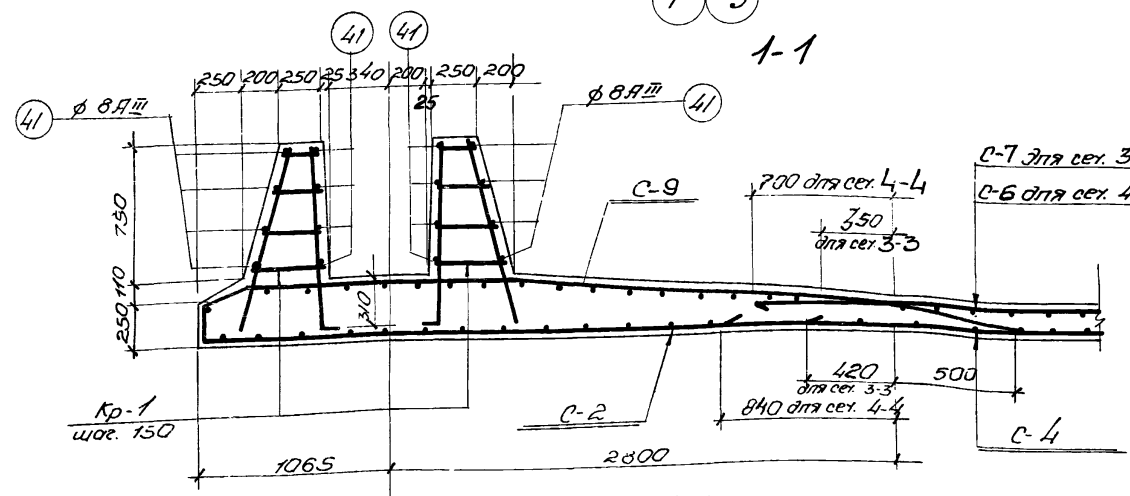 1-1
41
41
250 200 250 25 340 200 250 200
25
41
φ 8АIII
φ 8АIII
41
С-7 для сеч. 3
С-6 для сеч. 4
С-9
700 для сеч. 4-4
350
для сеч. 3-3
750
110
250
310
420
для сеч. 3-3
500
840 для сеч. 4-4
Кр-1
шаг. 150
С-2
С-4
1065
2800